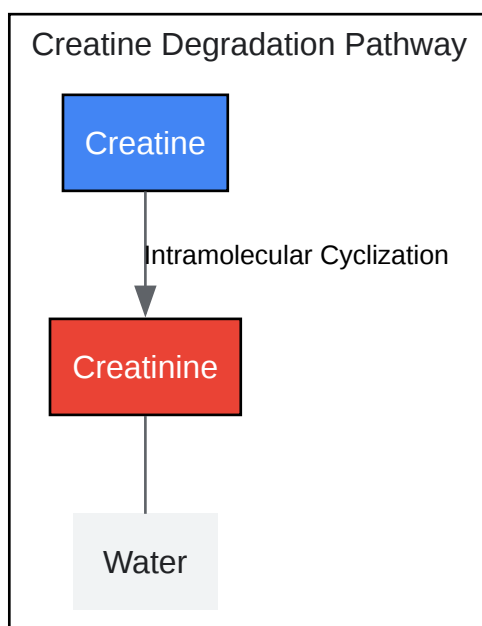 Creatine Degradation Pathway
Creatine
Intramolecular Cyclization
Creatinine
Water